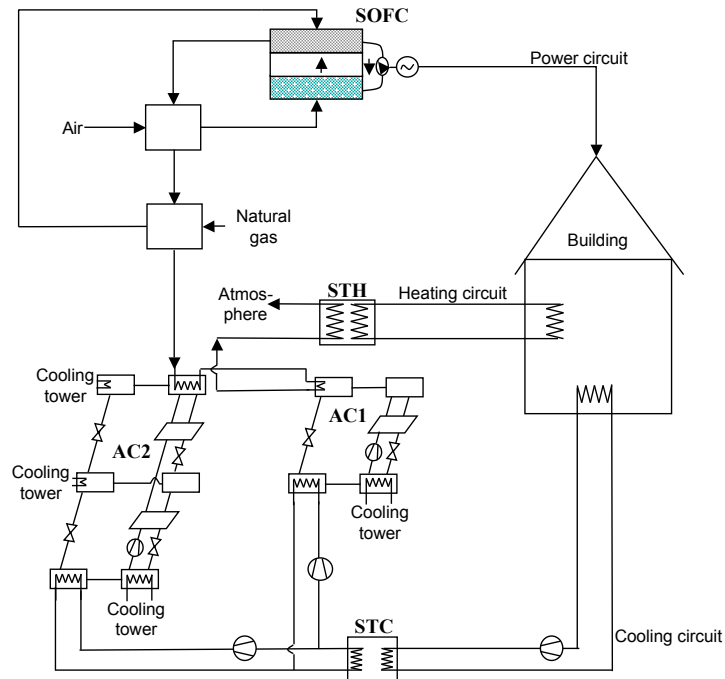 SOFC
Power circuit
Air
Natural
gas
Building
STH
Heating circuit
Atmos-
phere
Cooling
tower
AC2
AC1
Cooling
tower
Cooling
tower
Cooling
tower
STC
Cooling circuit